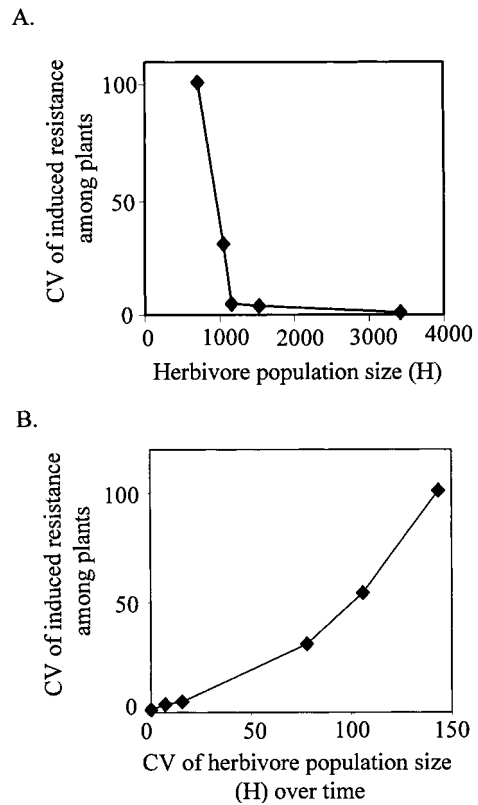 A.
CV of induced resistance
among plants
100
50
0
0 1000 2000 3000 4000
Herbivore population size (H)
B.
CV of induced resistance
among plants
100
50
0
0 50 100 150
CV of herbivore population size
(H) over time